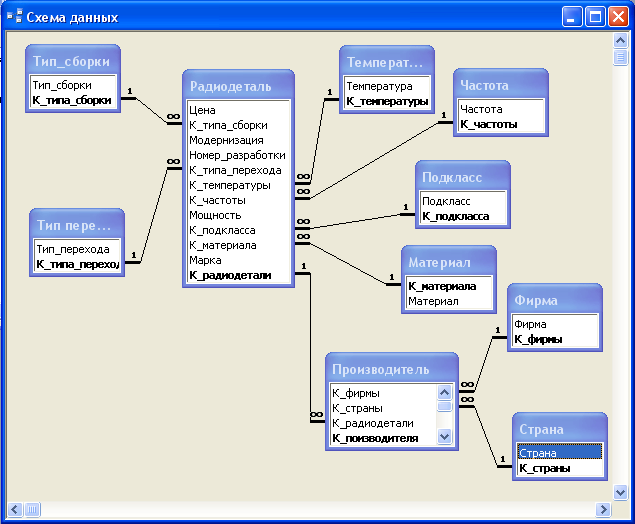 Схема данных
Тип_сборки
Тип_сборки
К_типа_сборки
Радиодеталь
Цена
К_типа_сборки
Модернизация
Номер_разработки
К_типа_перехода
К_температуры
К_частоты
Мощность
К_подкласса
К_материала
Марка
К_радиодетали
Температ...
Температура
К_температуры
Частота
Частота
К_частоты
Подкласс
Подкласс
К_подкласса
Тип пере...
Тип_перехода
К_типа_переход
Материал
К_материала
Материал
Фирма
Фирма
К_фирмы
Производитель
К_фирмы
К_страны
К_радиодетали
К_поизводителя
Страна
Страна
К_страны
1
∞
1
∞
1
∞
1
∞
1
∞
1
∞
1
∞
1
∞
1
∞